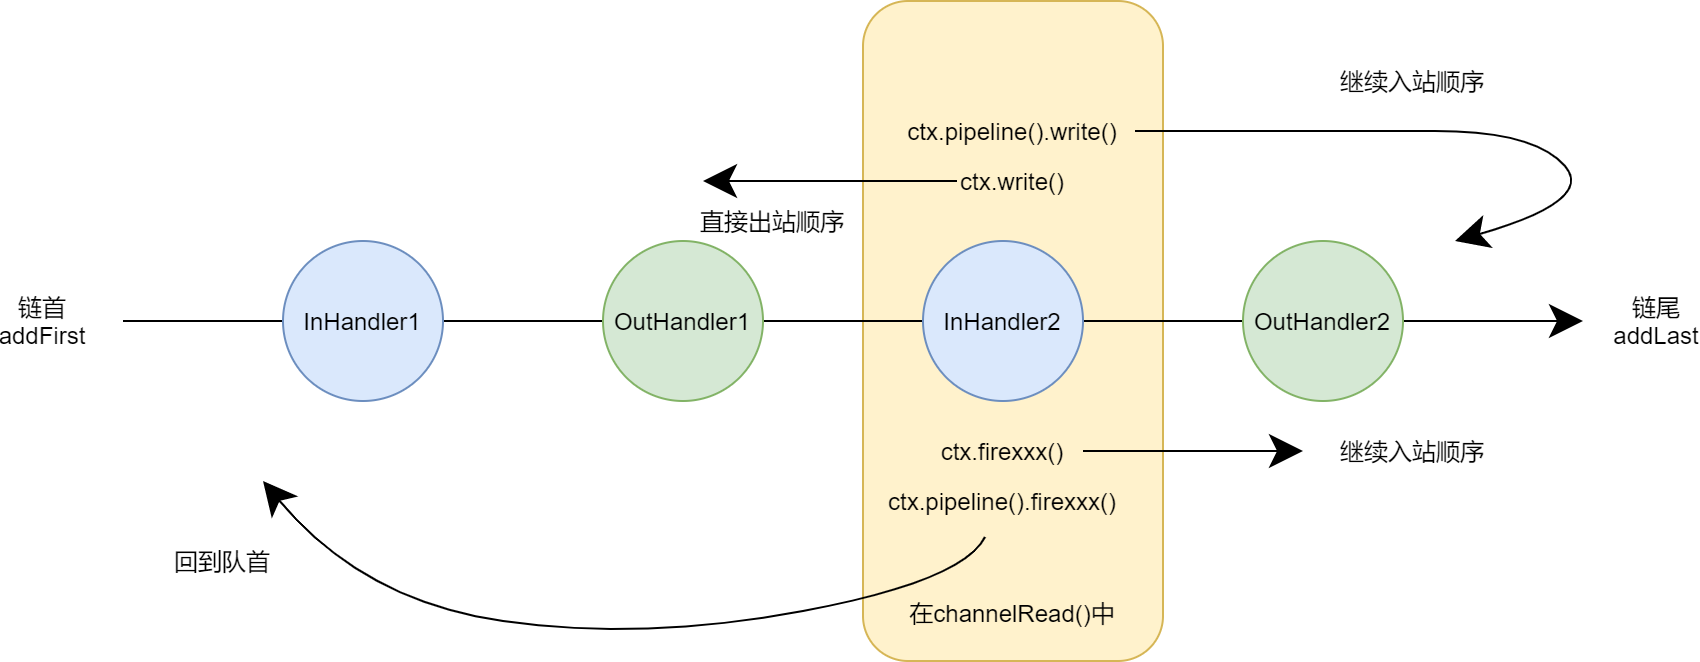 继续入站顺序
ctx.pipeline().write()
ctx.write()
直接出站顺序
链首
addFirst
InHandler1
OutHandler1
InHandler2
OutHandler2
链尾
addLast
ctx.firexxx()
继续入站顺序
ctx.pipeline().firexxx()
回到队首
在channelRead()中